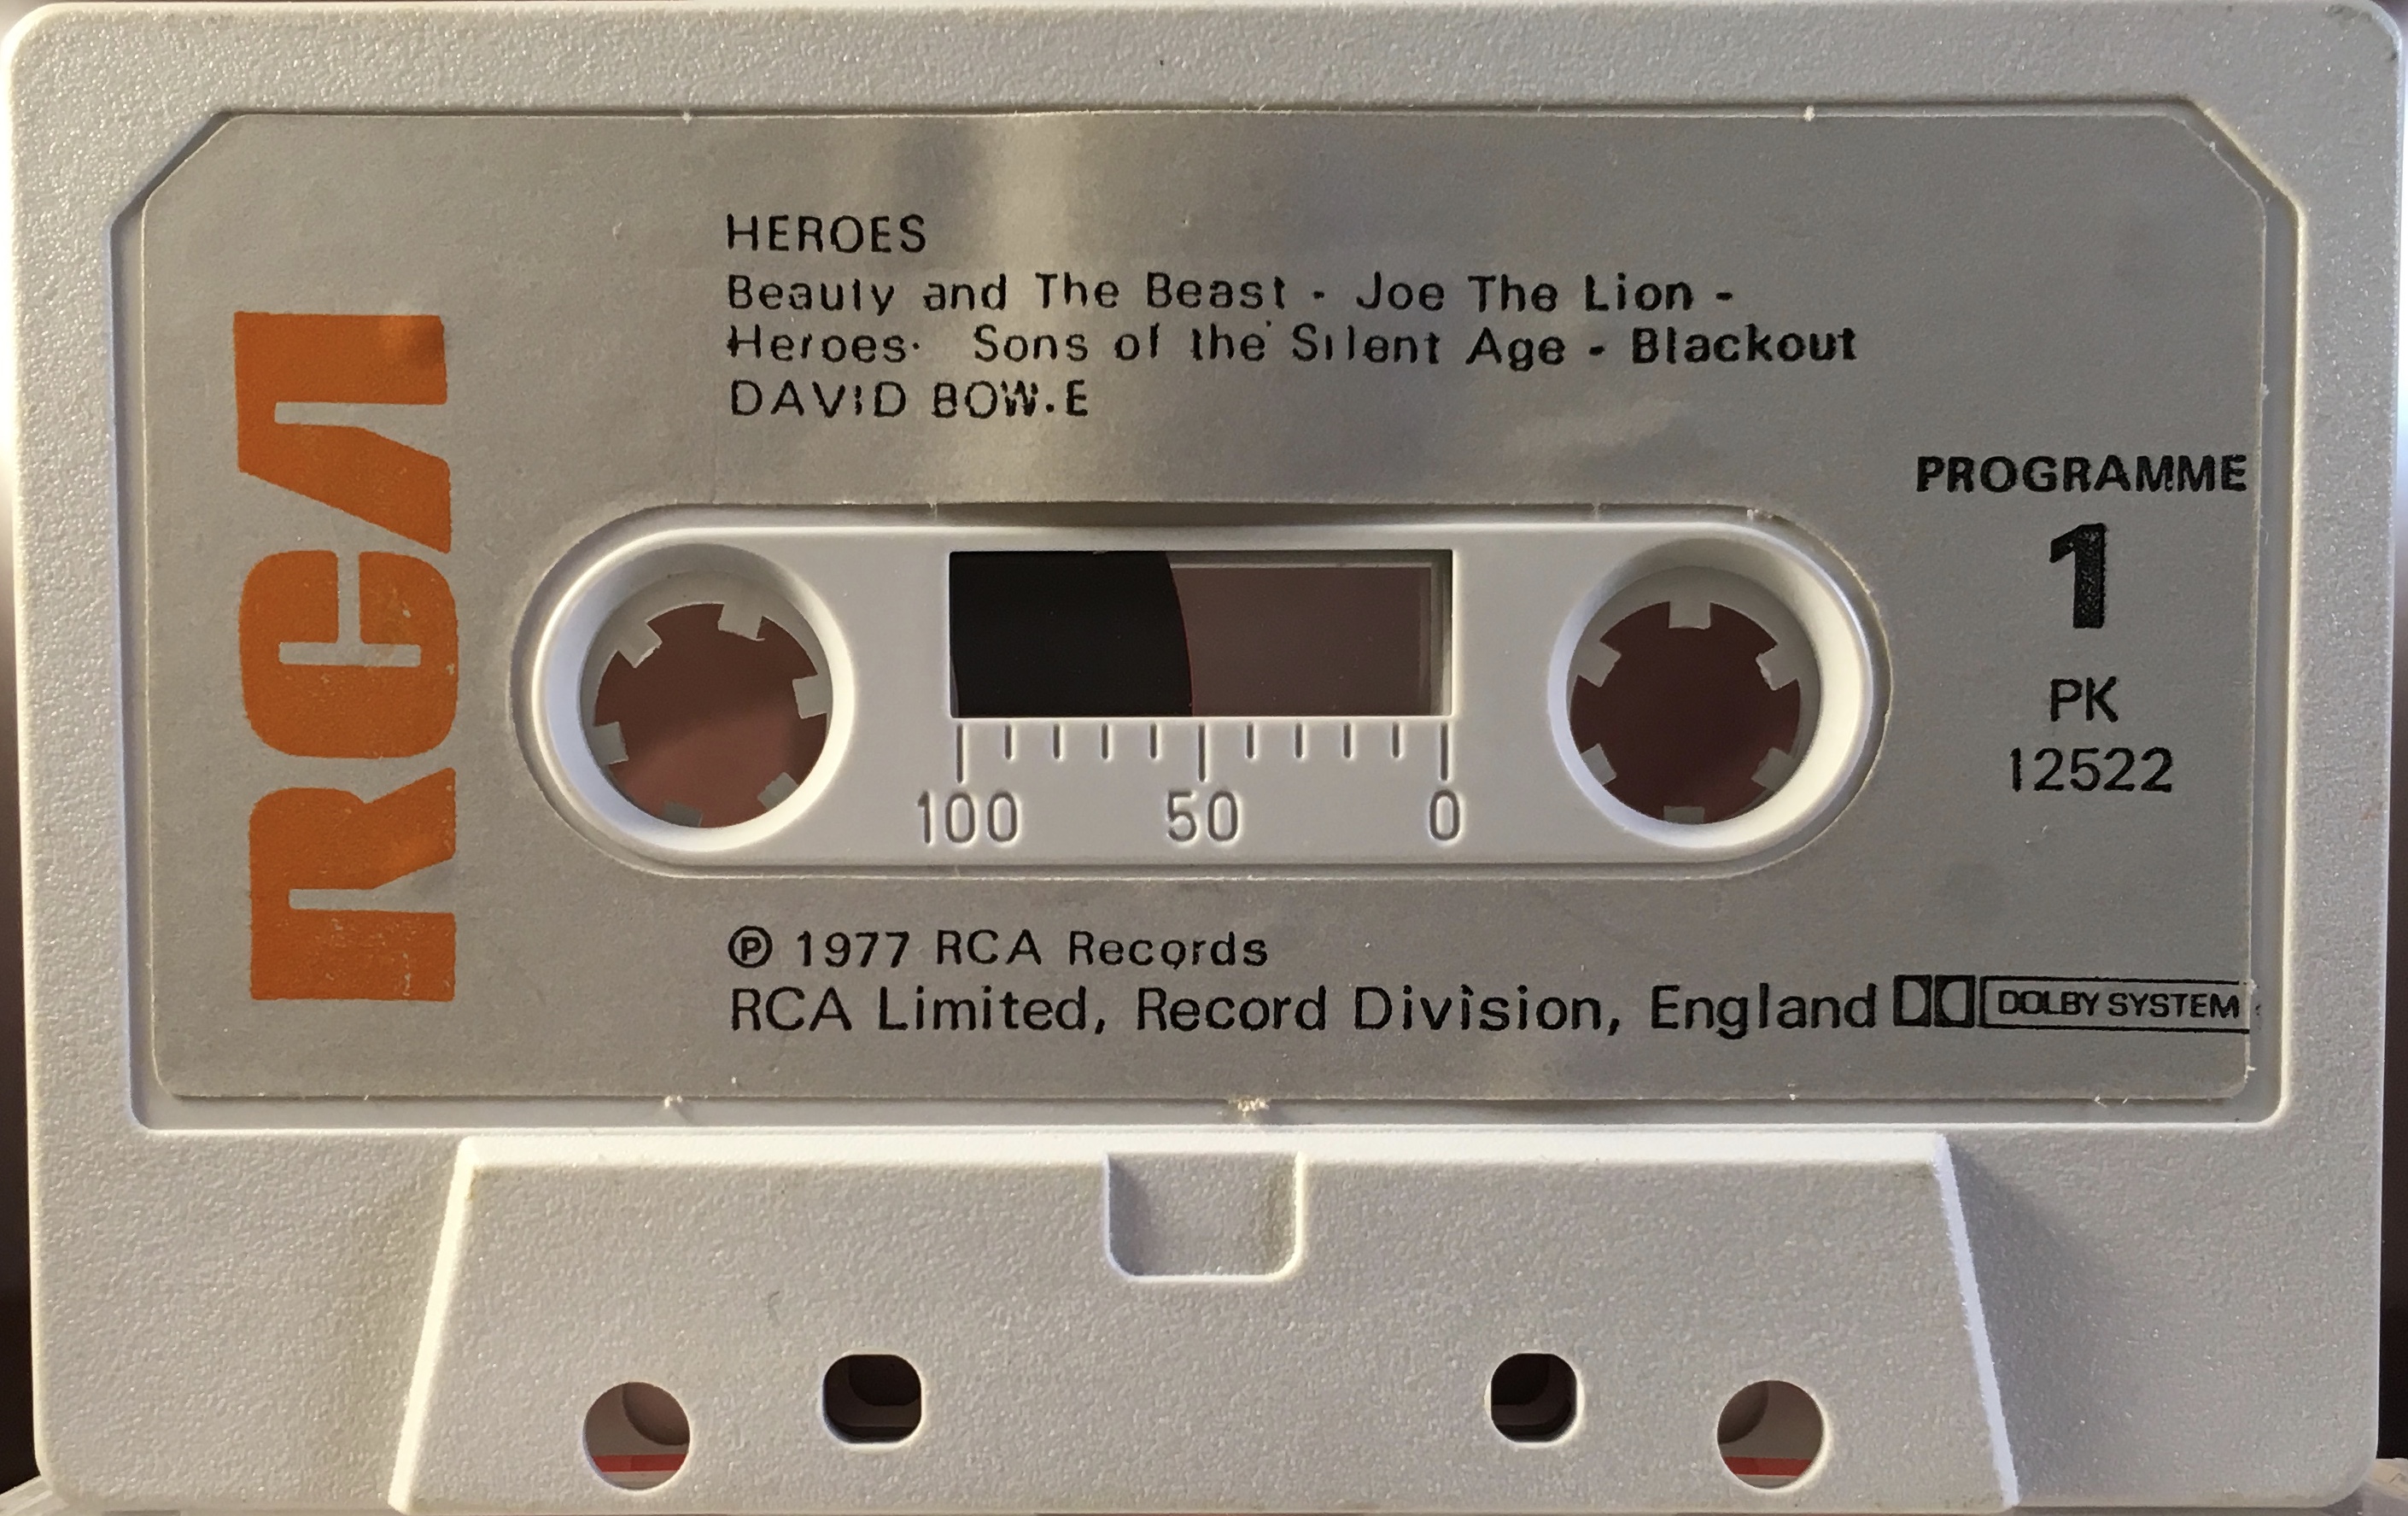 HEROES
Beauty and The Beast - Joe The Lion -
Heroes· Sons of the Silent Age - Blackout
DAVID BOW.E
RCA
PROGRAMME
1
PK
12522
100 50 0
℗ 1977 RCA Records
RCA Limited, Record Division, England DOLBY SYSTEM